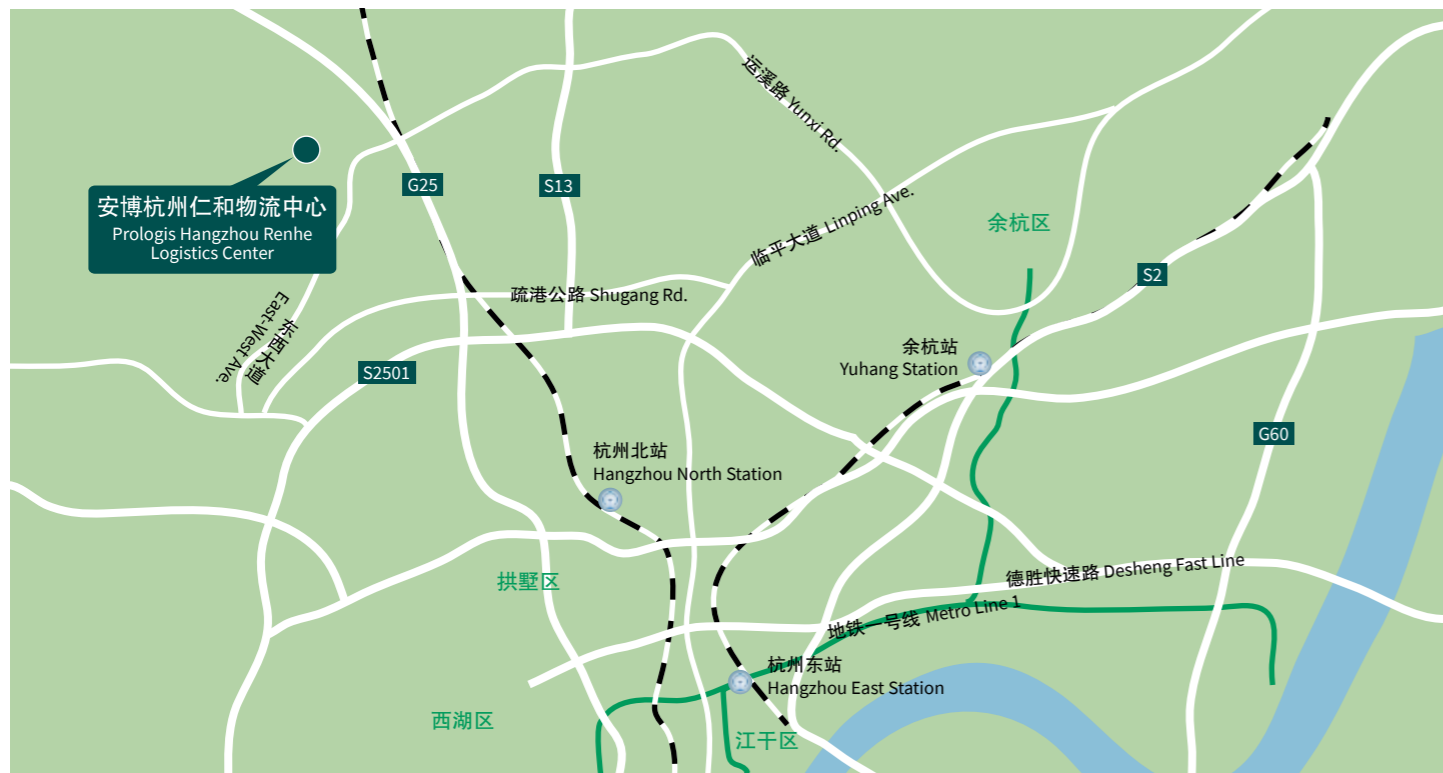 运溪路 Yunxi Rd.
G25
S13
安博杭州仁和物流中心
Prologis Hangzhou Renhe
Logistics Center
临平大道 Linping Ave.
余杭区
S2
疏港公路 Shugang Rd.
东西大道
East-West Ave.
余杭站
Yuhang Station
S2501
G60
杭州北站
Hangzhou North Station
拱墅区
德胜快速路 Desheng Fast Line
地铁一号线 Metro Line 1
杭州东站
Hangzhou East Station
西湖区
江干区